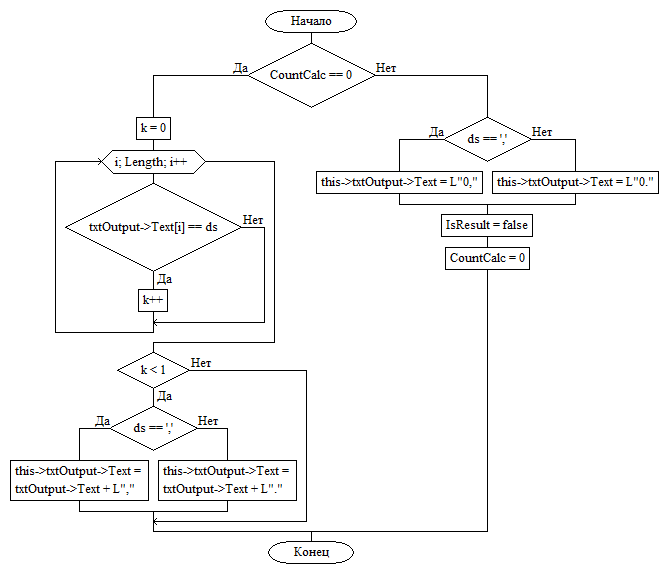 Начало
CountCalc == 0
Да
Нет
k = 0
i; Length; i++
txtOutput->Text[i] == ds
Нет
Да
k++
k < 1
Нет
Да
ds == ','
Да
Нет
this->txtOutput->Text =
txtOutput->Text + L","
this->txtOutput->Text =
txtOutput->Text + L"."
ds == ','
Да
Нет
this->txtOutput->Text = L"0,"
this->txtOutput->Text = L"0."
IsResult = false
CountCalc = 0
Конец